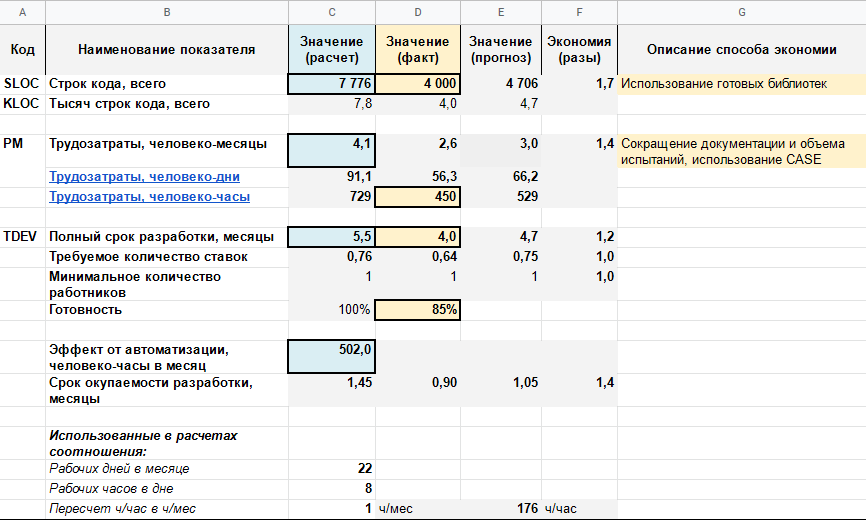 A B C D E F G
Код Наименование показателя Значение (расчет) Значение (факт) Значение (прогноз) Экономия (разы) Описание способа экономии
SLOC Строк кода, всего 7 776 4 000 4 706 1,7 Использование готовых библиотек
KLOC Тысяч строк кода, всего 7,8 4,0 4,7
PM Трудозатраты, человеко-месяцы 4,1 2,6 3,0 1,4 Сокращение документации и объема
испытаний, использование CASE
Трудозатраты, человеко-дни 91,1 56,3 66,2
Трудозатраты, человеко-часы 729 450 529
TDEV Полный срок разработки, месяцы 5,5 4,0 4,7 1,2
Требуемое количество ставок 0,76 0,64 0,75 1,0
Минимальное количество 1 1 1 1,0
работников
Готовность 100% 85%
Эффект от автоматизации, 502,0
человеко-часы в месяц
Срок окупаемости разработки, 1,45 0,90 1,05 1,4
месяцы
Использованные в расчетах
соотношения:
Рабочих дней в месяце 22
Рабочих часов в дне 8
Пересчет ч/час в ч/мес 1 ч/мес 176 ч/час